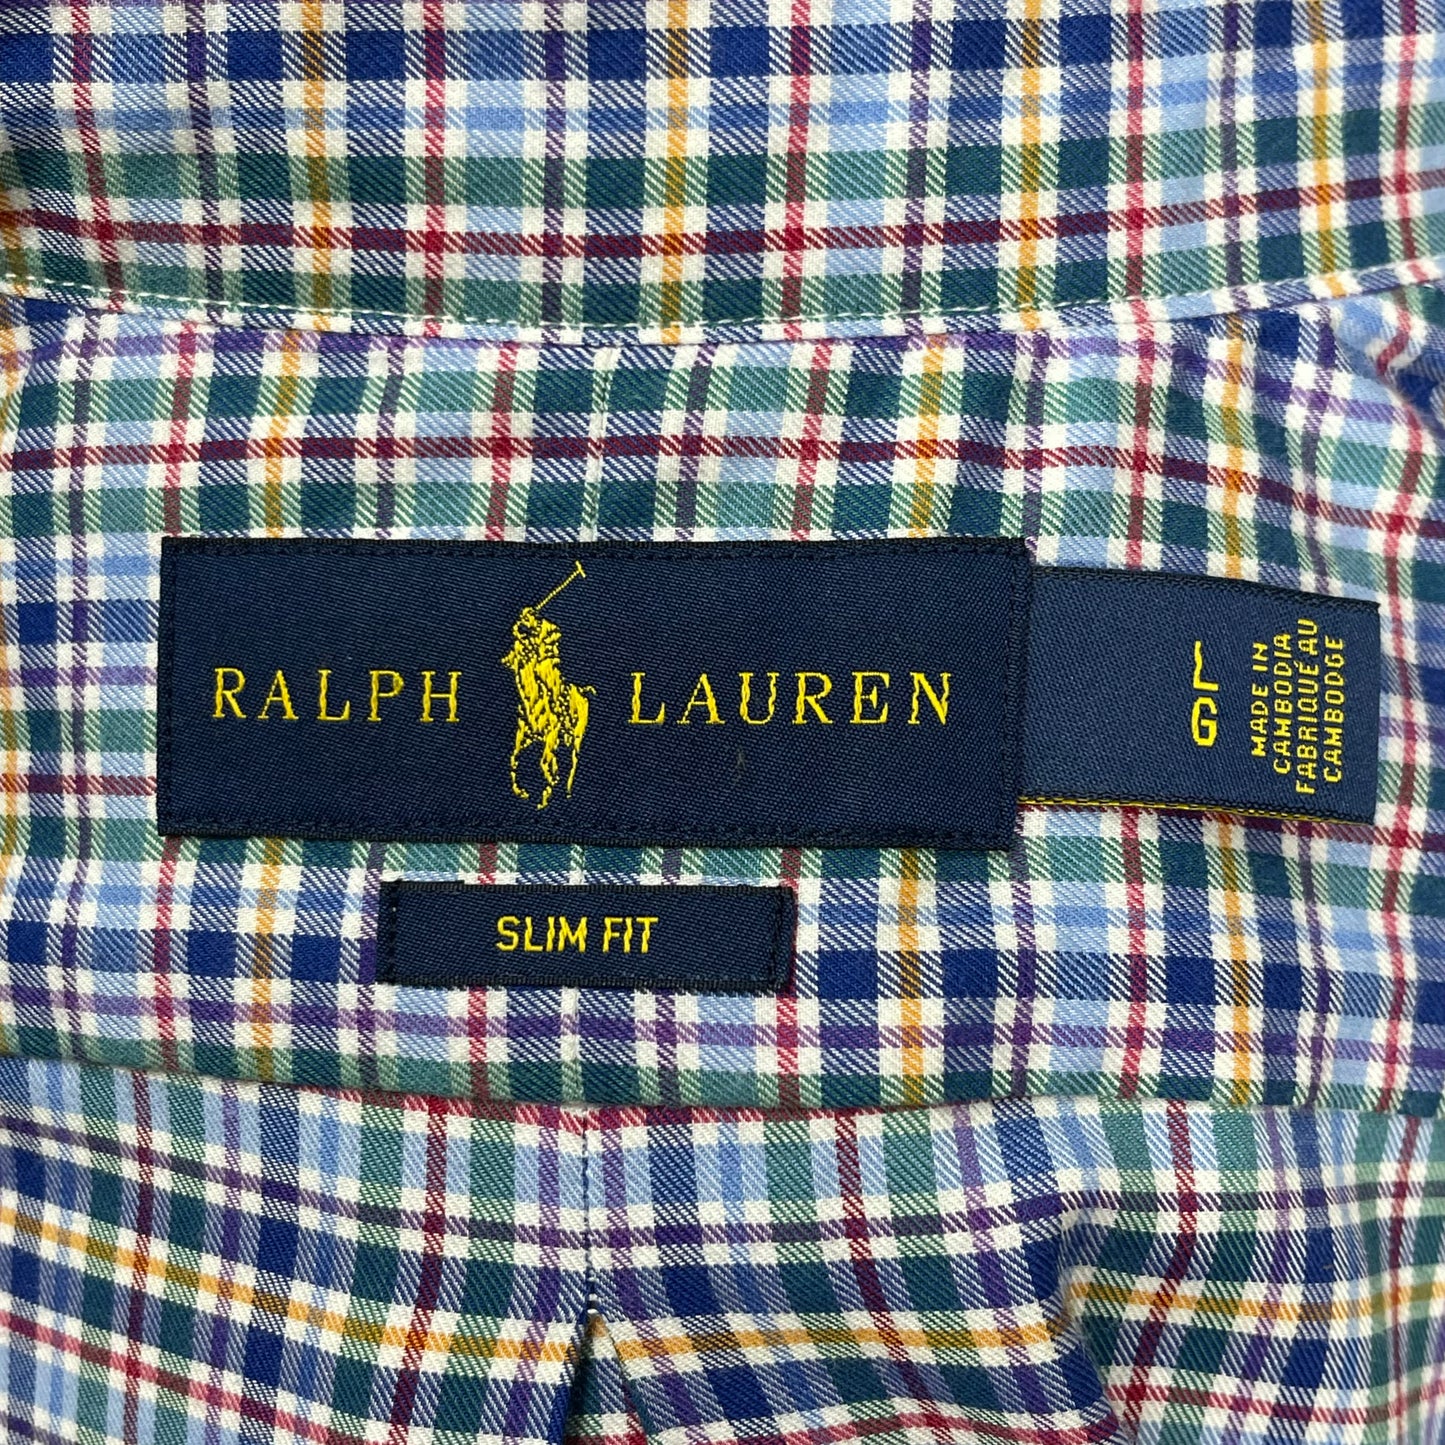 RALPH LAUREN
SLIM FIT
MADE IN
CAMBODIA
FABRIQUÉ AU
CAMBODGE